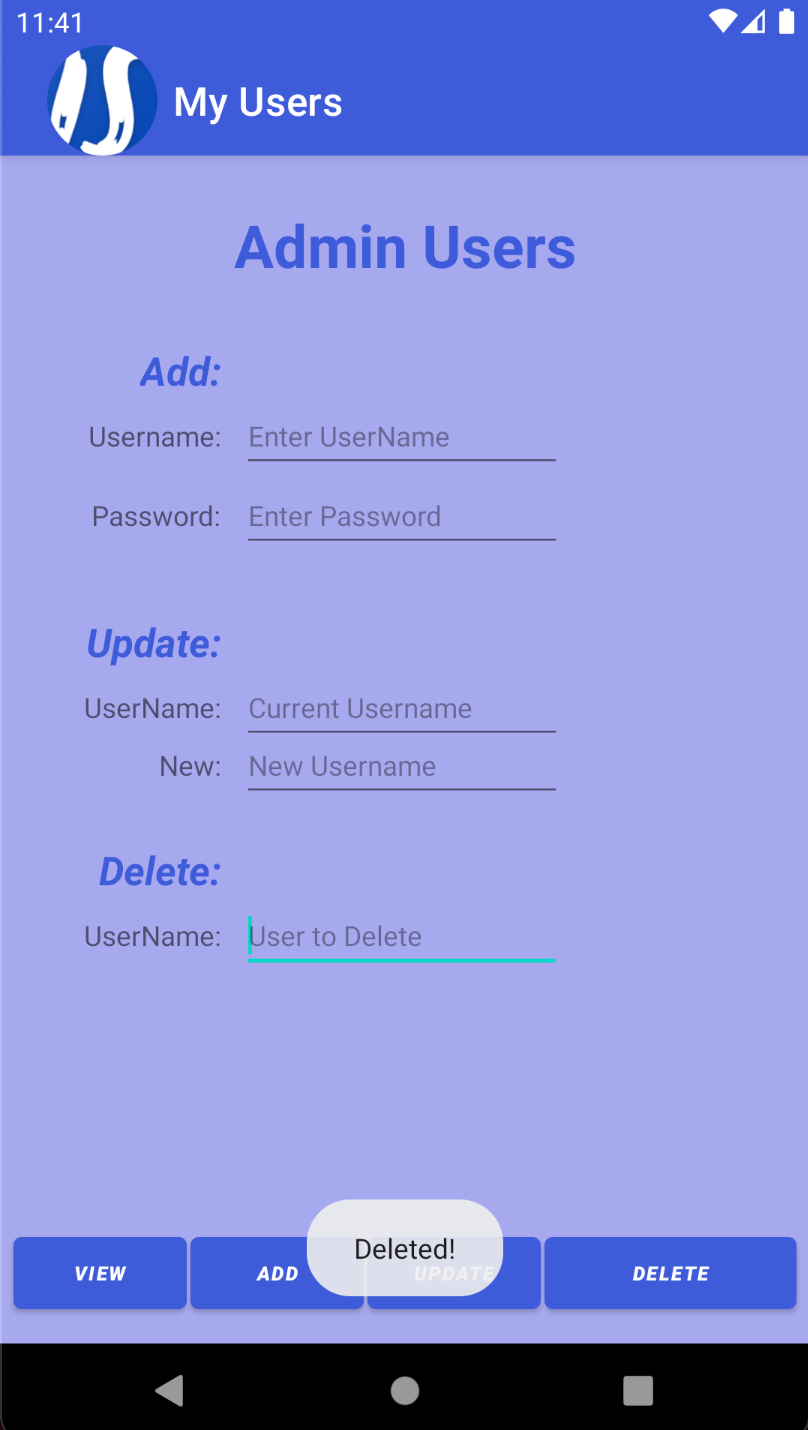 11:41
My Users
Admin Users
Add:
Username: Enter UserName
Password: Enter Password
Update:
UserName: Current Username
New: New Username
Delete:
UserName: User to Delete
Deleted!
VIEW ADD UPDATE DELETE